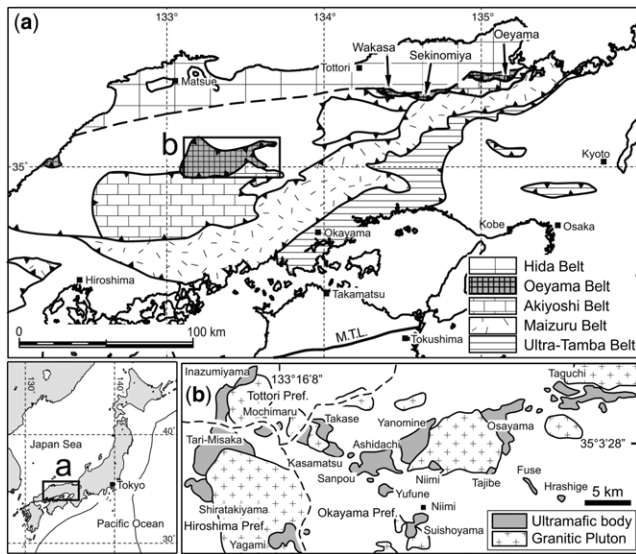 (a)
133
134
135
Oeyama
Wakasa
Sekinomiya
Tottori
Matsue
b
35
Kyoto
Okayama
Kobe
Osaka
Hiroshima
Takamatsu
Tokushima
M.T.L.
0
100 km
Hida Belt
Oeyama Belt
Akiyoshi Belt
Maizuru Belt
Ultra-Tamba Belt
130
140
40
Japan Sea
a
Tokyo
Pacific Ocean
30
(b)
Inazumiyama
133°16'8"
Tottori Pref.
Mochimaru
Takase
Taguchi
Tari-Misaka
Yanomine
Osayama
Ashidachi
35°3'28"
Kasamatsu
Sanpou
Niimi
Tajibe
Fuse
Yufune
Hrashige
Shiratakiyama
Hiroshima Pref.
Okayama Pref.
Niimi
5 km
Suishoyama
Yagami
Ultramafic body
Granitic Pluton